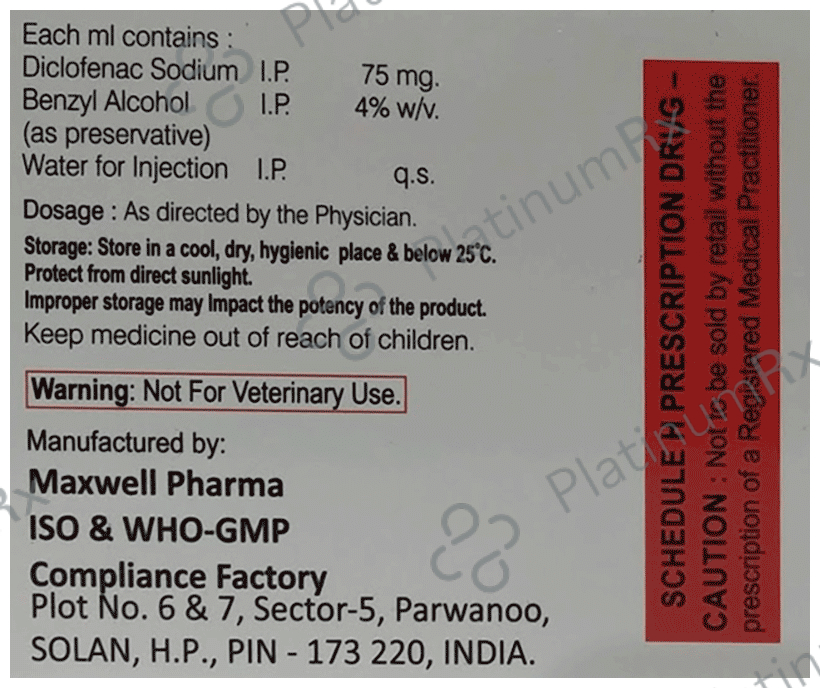 Each ml contains :
Diclofenac Sodium I.P. 75 mg.
Benzyl Alcohol I.P. 4% w/v.
(as preservative)
Water for Injection I.P. q.s.
Dosage : As directed by the Physician.
Storage: Store in a cool, dry, hygienic place & below 25°C.
Protect from direct sunlight.
Improper storage may Impact the potency of the product.
Keep medicine out of reach of children.
Warning: Not For Veterinary Use.
Manufactured by:
Maxwell Pharma
ISO & WHO-GMP
Compliance Factory
Plot No. 6 & 7, Sector-5, Parwanoo,
SOLAN, H.P., PIN - 173 220, INDIA.
SCHEDULE H PRESCRIPTION DRUG –
CAUTION : Not to be sold by retail without the
prescription of a Registered Medical Practitioner.
PlatinumRx
PlatinumRx